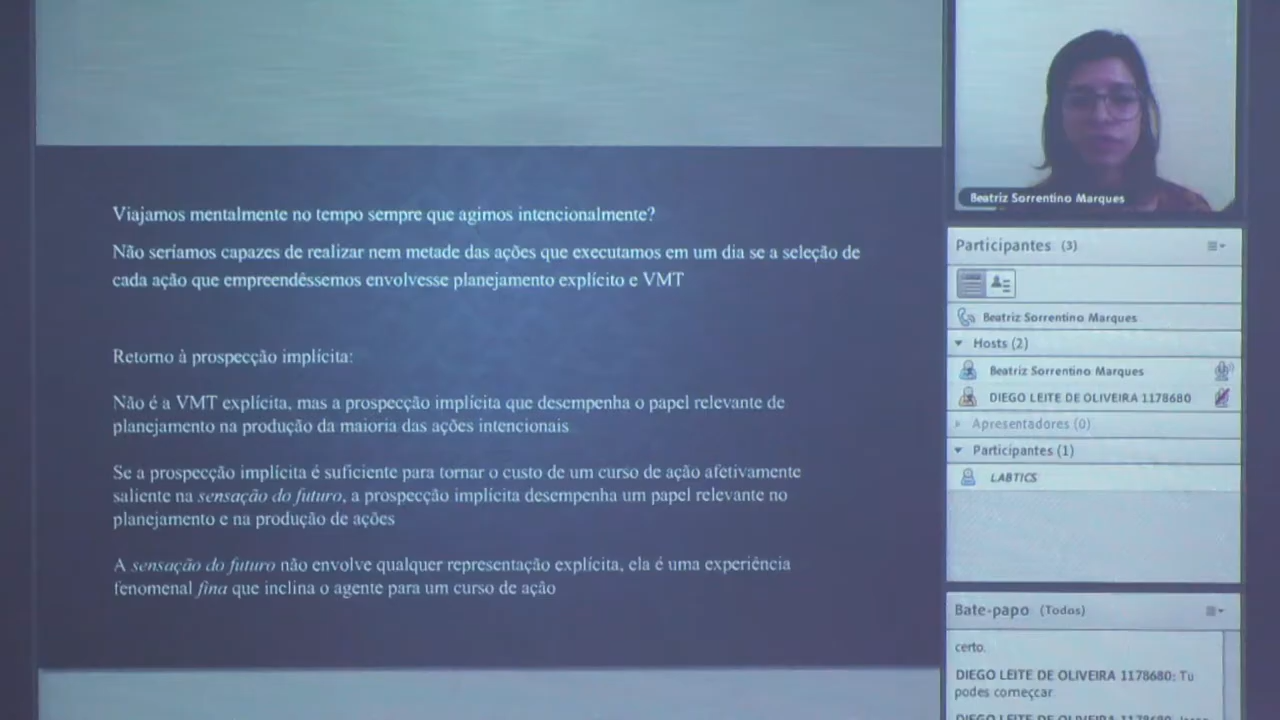 Viajamos mentalmente no tempo sempre que agimos intencionalmente?
Não seríamos capazes de realizar nem metade das ações que executamos em um dia se a seleção de
cada ação que empreendêssemos envolvesse planejamento explícito e VMT
Retorno à prospecção implícita:
Não é a VMT explícita, mas a prospecção implícita que desempenha o papel relevante de
planejamento na produção da maioria das ações intencionais
Se a prospecção implícita é suficiente para tornar o custo de um curso de ação afetivamente
saliente na sensação do futuro, a prospecção implícita desempenha um papel relevante no
planejamento e na produção de ações
A sensação do futuro não envolve qualquer representação explícita, ela é uma experiência
fenomenal fina que inclina o agente para um curso de ação
Beatriz Sorrentino Marques
Participantes (3)
Beatriz Sorrentino Marques
Hosts (2)
Beatriz Sorrentino Marques
DIEGO LEITE DE OLIVEIRA 1178680
Apresentadores (0)
Participantes (1)
LABTICS
Bate-papo (Todos)
certo.
DIEGO LEITE DE OLIVEIRA 1178680: Tu
podes começcar
DIEGO LEITE DE OLIVEIRA 1178680: